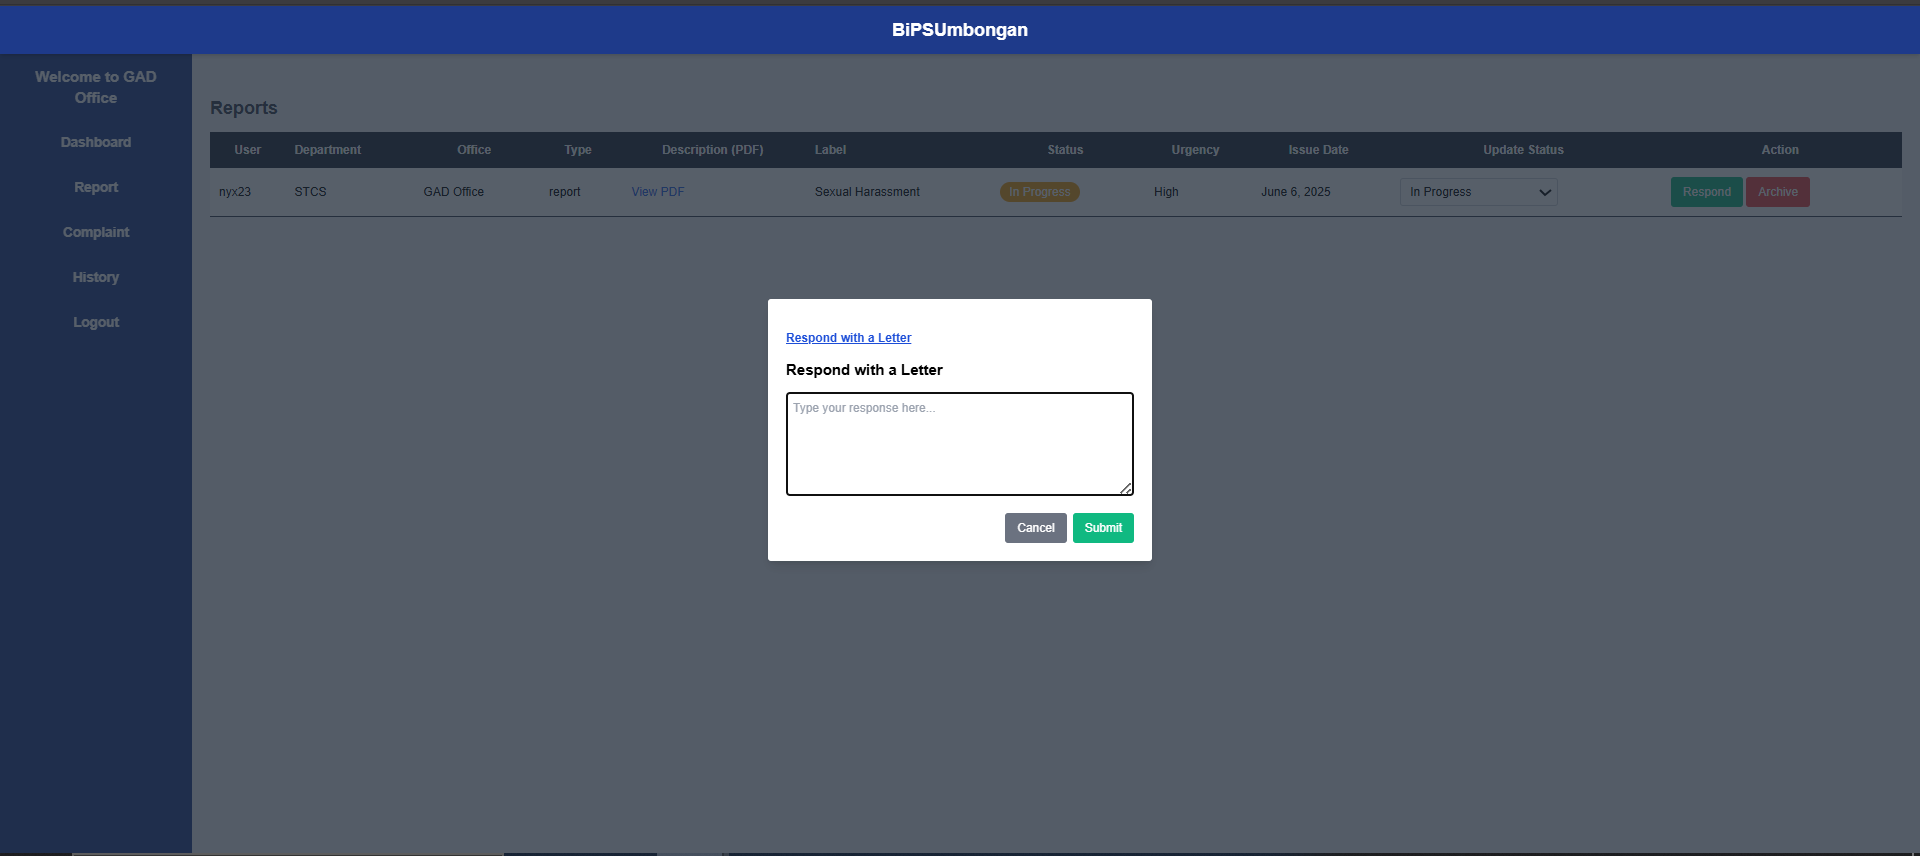 BiPSUmbongan
Welcome to GAD
Office
Dashboard
Report
Complaint
History
Logout
Reports
User Department Office Type Description (PDF) Label Status Urgency Issue Date Update Status Action
nyx23 STCS GAD Office report View PDF Sexual Harassment In Progress High June 6, 2025 In Progress Respond Archive
Respond with a Letter
Respond with a Letter
Type your response here...
Cancel Submit